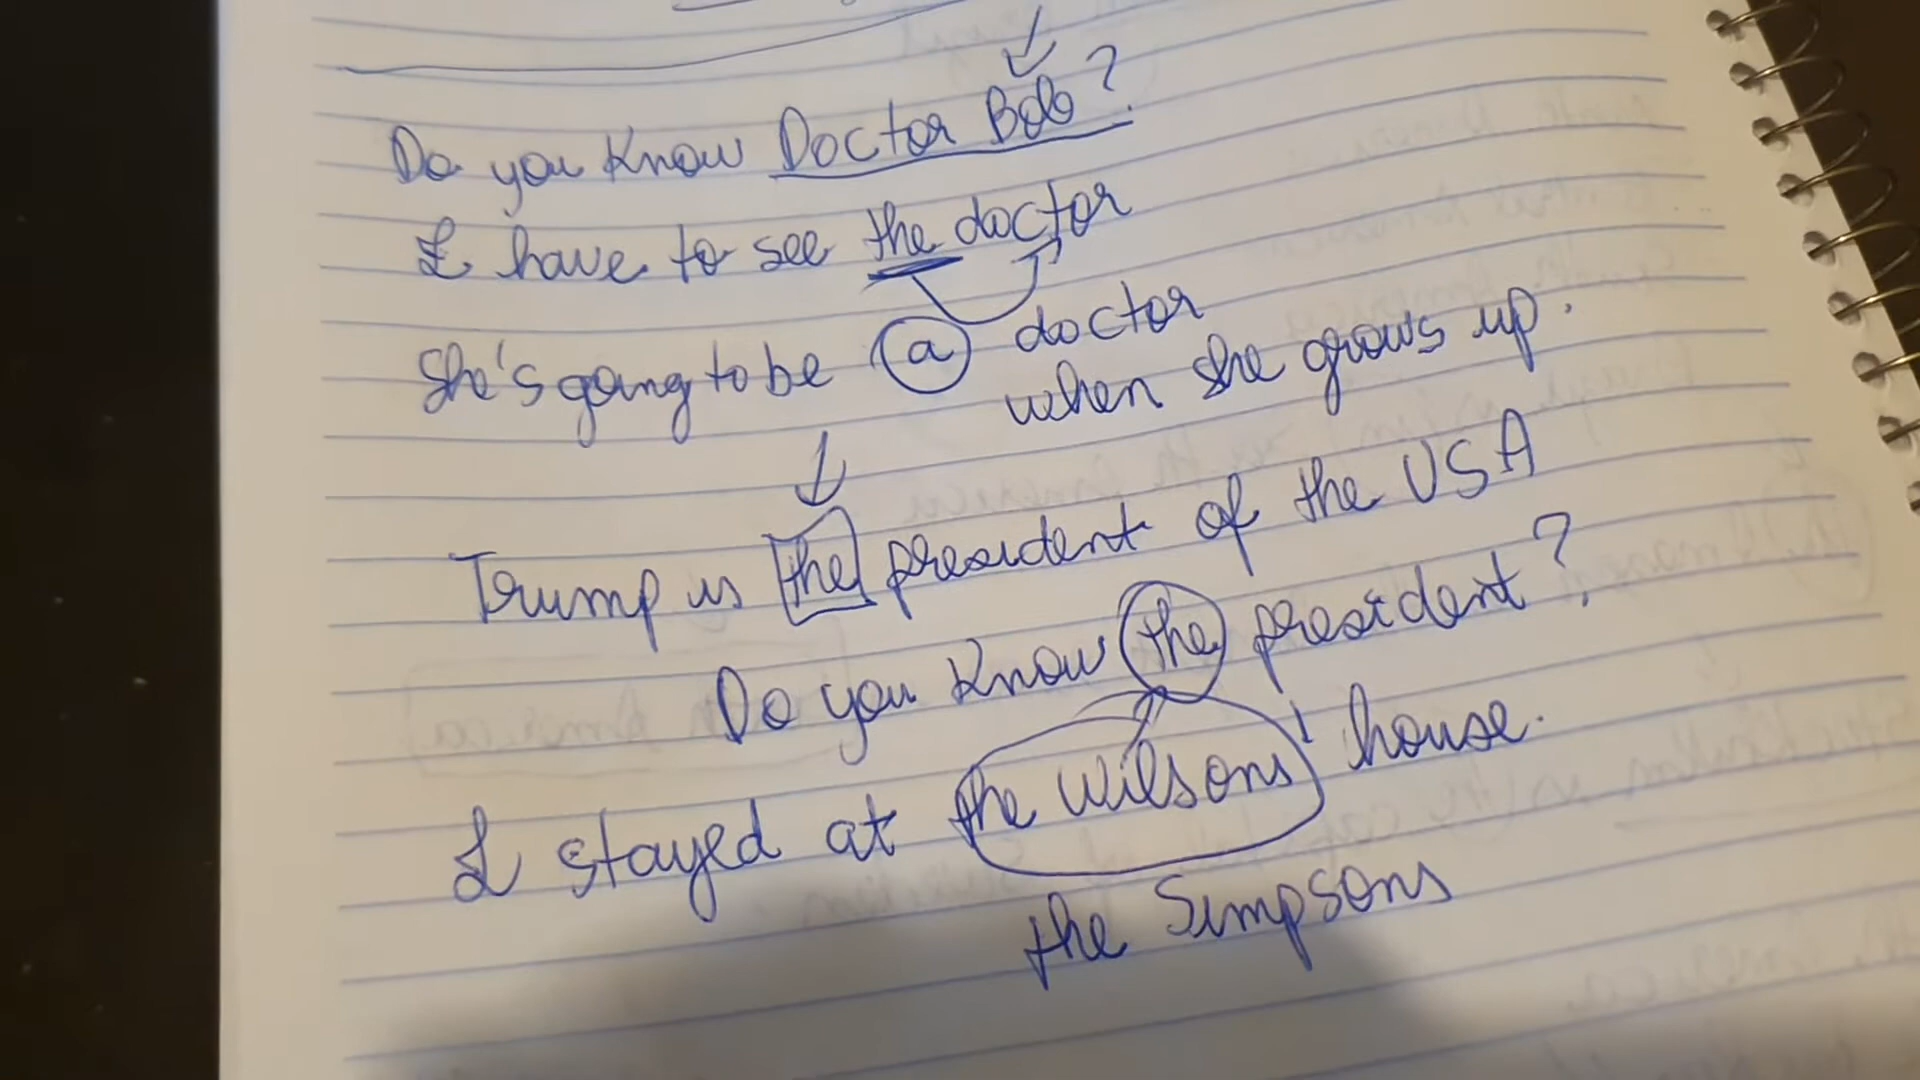 Do you know Doctor Bob?
I have to see the doctor
She's going to be a doctor
when she grows up.
Trump is the president of the USA
Do you know the president?
I stayed at the Wilsons' house.
the Simpsons